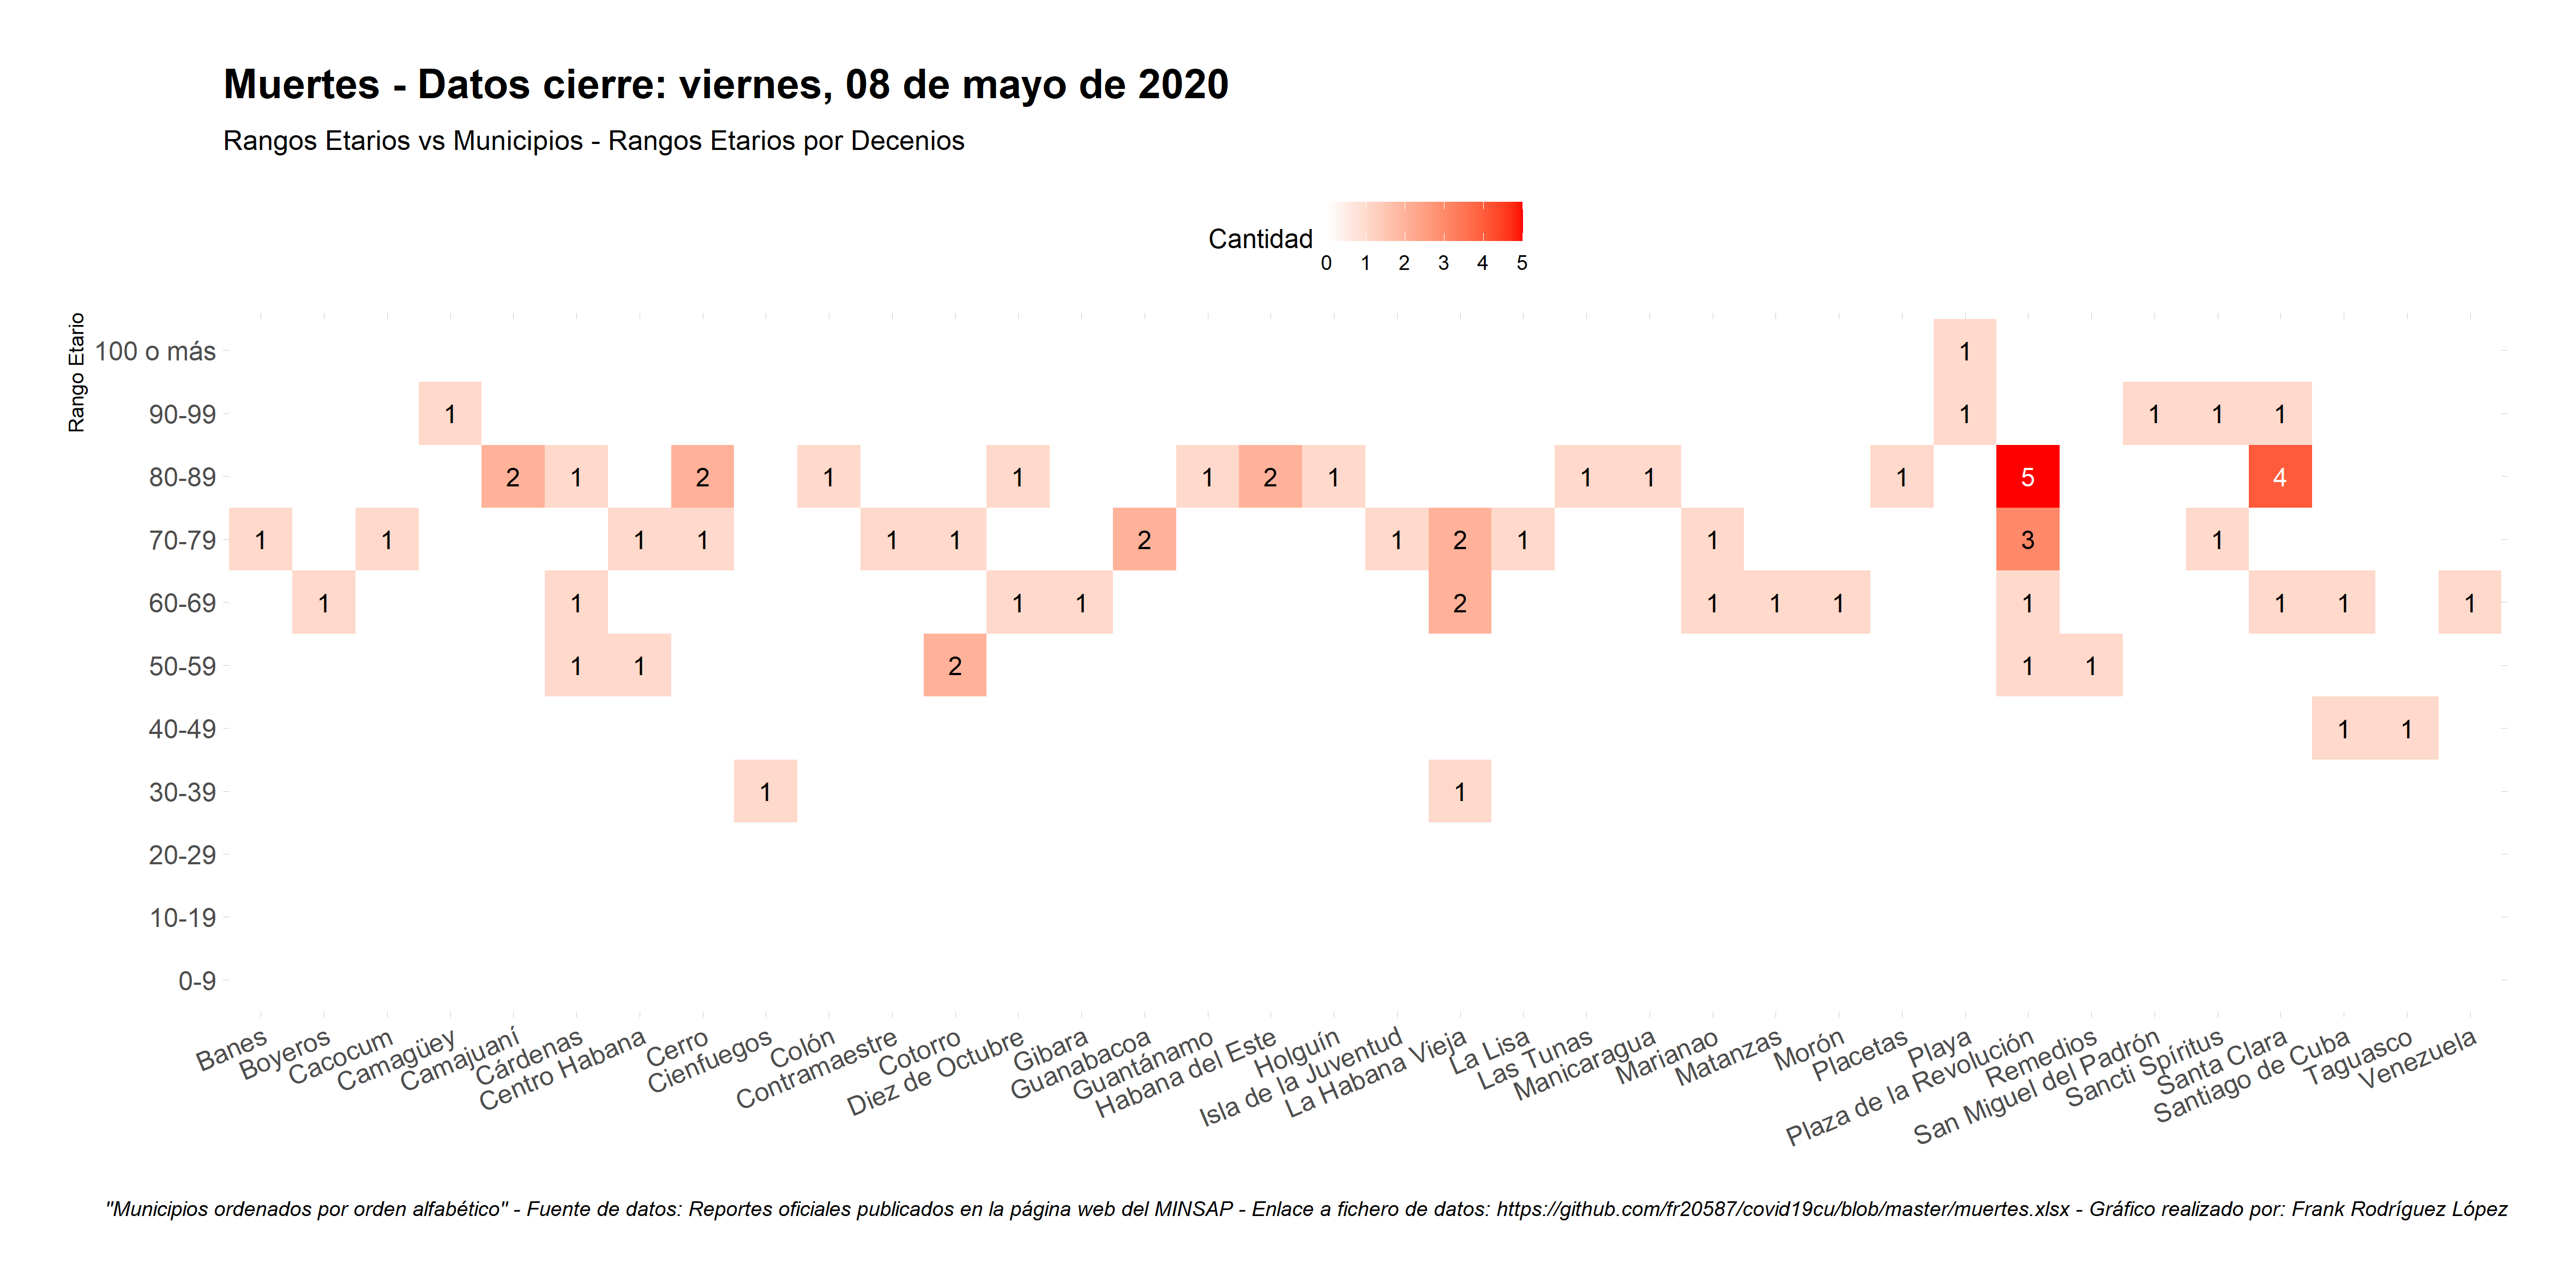 Muertes - Datos cierre: viernes, 08 de mayo de 2020
Rangos Etarios vs Municipios - Rangos Etarios por Decenios
Cantidad
0 1 2 3 4 5
Rango Etario
100 o más 1
90-99 1 1 1 1 1
80-89 2 1 2 1 1 1 2 1 1 1 1 5 4
70-79 1 1 1 1 1 1 2 1 2 1 1 3 1
60-69 1 1 1 1 2 1 1 1 1 1 1 1
50-59 1 1 2 1 1
40-49 1 1
30-39 1 1
20-29
10-19
0-9
Banes
Boyeros
Cacocum
Camagüey
Camajuaní
Cárdenas
Centro Habana
Cerro
Cienfuegos
Colón
Contramaestre
Cotorro
Diez de Octubre
Gibara
Guanabacoa
Guantánamo
Habana del Este
Holguín
Isla de la Juventud
La Habana Vieja
La Lisa
Las Tunas
Manicaragua
Marianao
Matanzas
Morón
Placetas
Playa
Plaza de la Revolución
Remedios
San Miguel del Padrón
Sancti Spíritus
Santa Clara
Santiago de Cuba
Taguasco
Venezuela
"Municipios ordenados por orden alfabético" - Fuente de datos: Reportes oficiales publicados en la página web del MINSAP - Enlace a fichero de datos: https://github.com/fr20587/covid19cu/blob/master/muertes.xlsx - Gráfico realizado por: Frank Rodríguez López